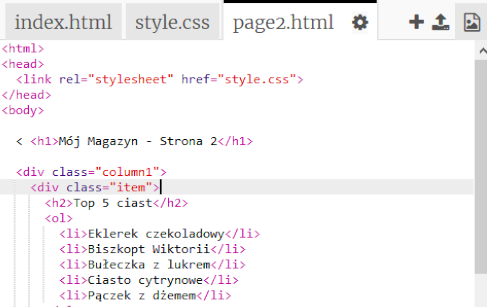 index.html style.css page2.html
<html>
<head>
<link rel="stylesheet" href="style.css">
</head>
<body>
< <h1>Mój Magazyn - Strona 2</h1>
<div class="column1">
<div class="item">
<h2>Top 5 ciast</h2>
<ol>
<li>Eklerek czekoladowy</li>
<li>Biszkopt Wiktorii</li>
<li>Bułeczka z lukrem</li>
<li>Ciasto cytrynowe</li>
<li>Pączek z dżemem</li>